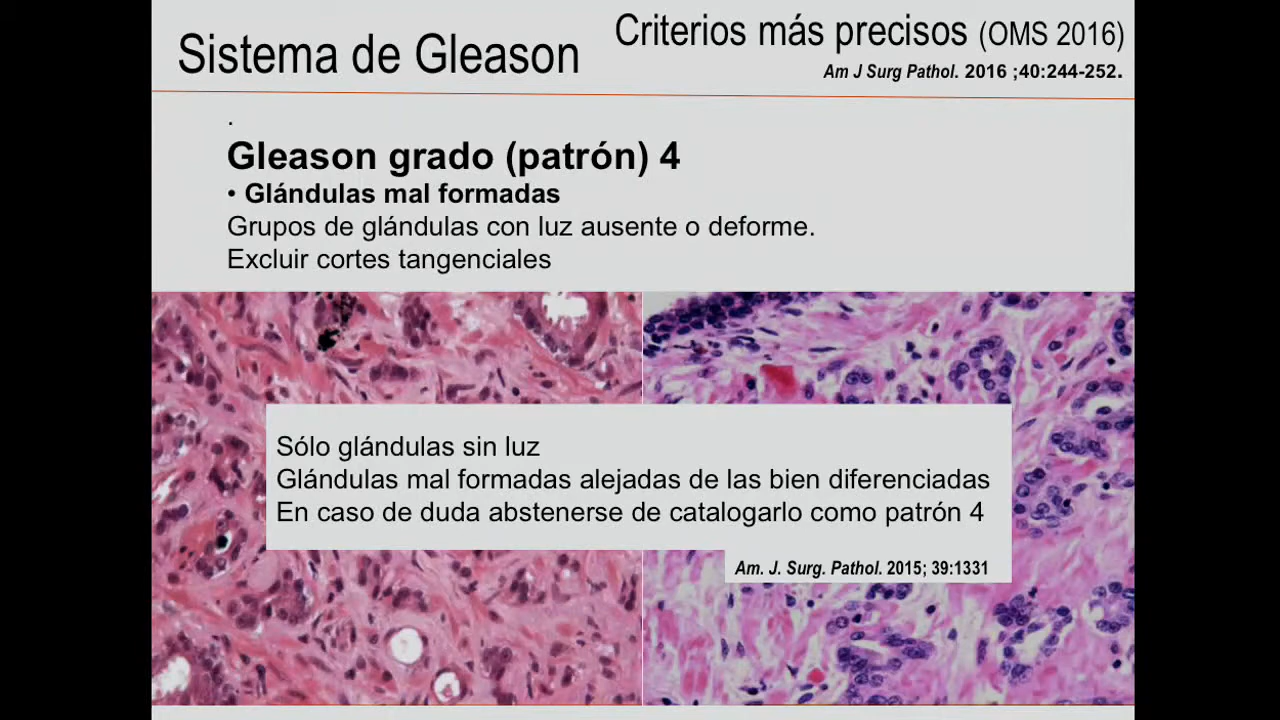 Sistema de Gleason
Criterios más precisos (OMS 2016)
Am J Surg Pathol. 2016 ;40:244-252.
.
Gleason grado (patrón) 4
• Glándulas mal formadas
Grupos de glándulas con luz ausente o deforme.
Excluir cortes tangenciales
Sólo glándulas sin luz
Glándulas mal formadas alejadas de las bien diferenciadas
En caso de duda abstenerse de catalogarlo como patrón 4
Am. J. Surg. Pathol. 2015; 39:1331